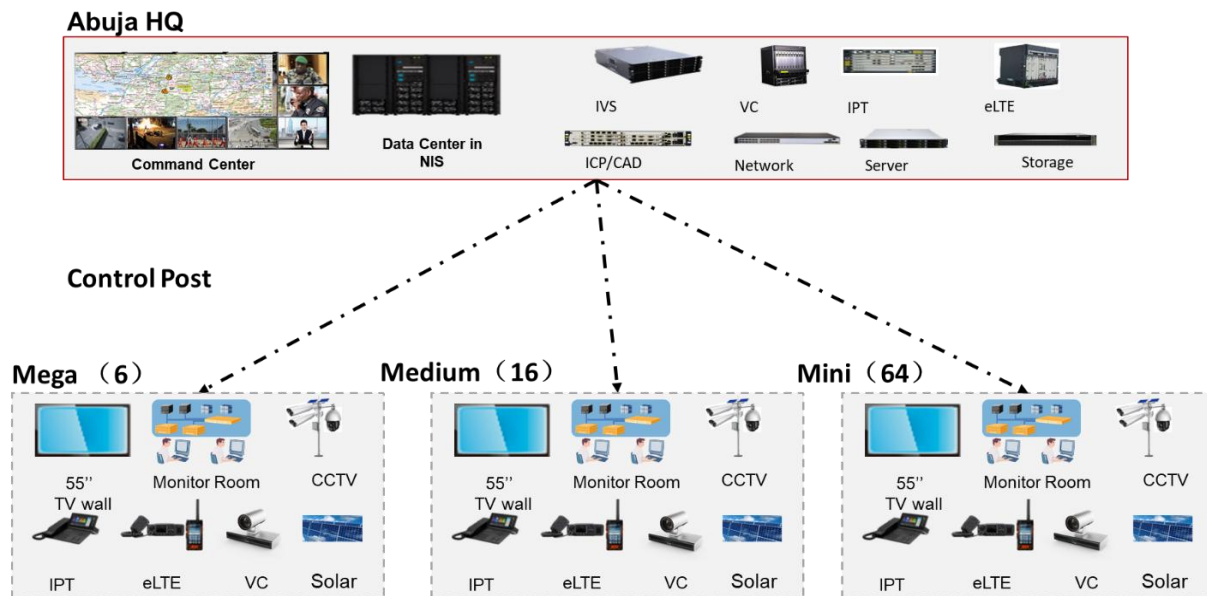 Abuja HQ
IVS
VC
IPT
eLTE
Command Center
Data Center in
NIS
ICP/CAD
Network
Server
Storage
Control Post
Mega （6）
Medium（16）
Mini（64）
55''
TV wall
Monitor Room
CCTV
IPT
eLTE
VC
Solar
55''
TV wall
Monitor Room
CCTV
IPT
eLTE
VC
Solar
55''
TV wall
Monitor Room
CCTV
IPT
eLTE
VC
Solar